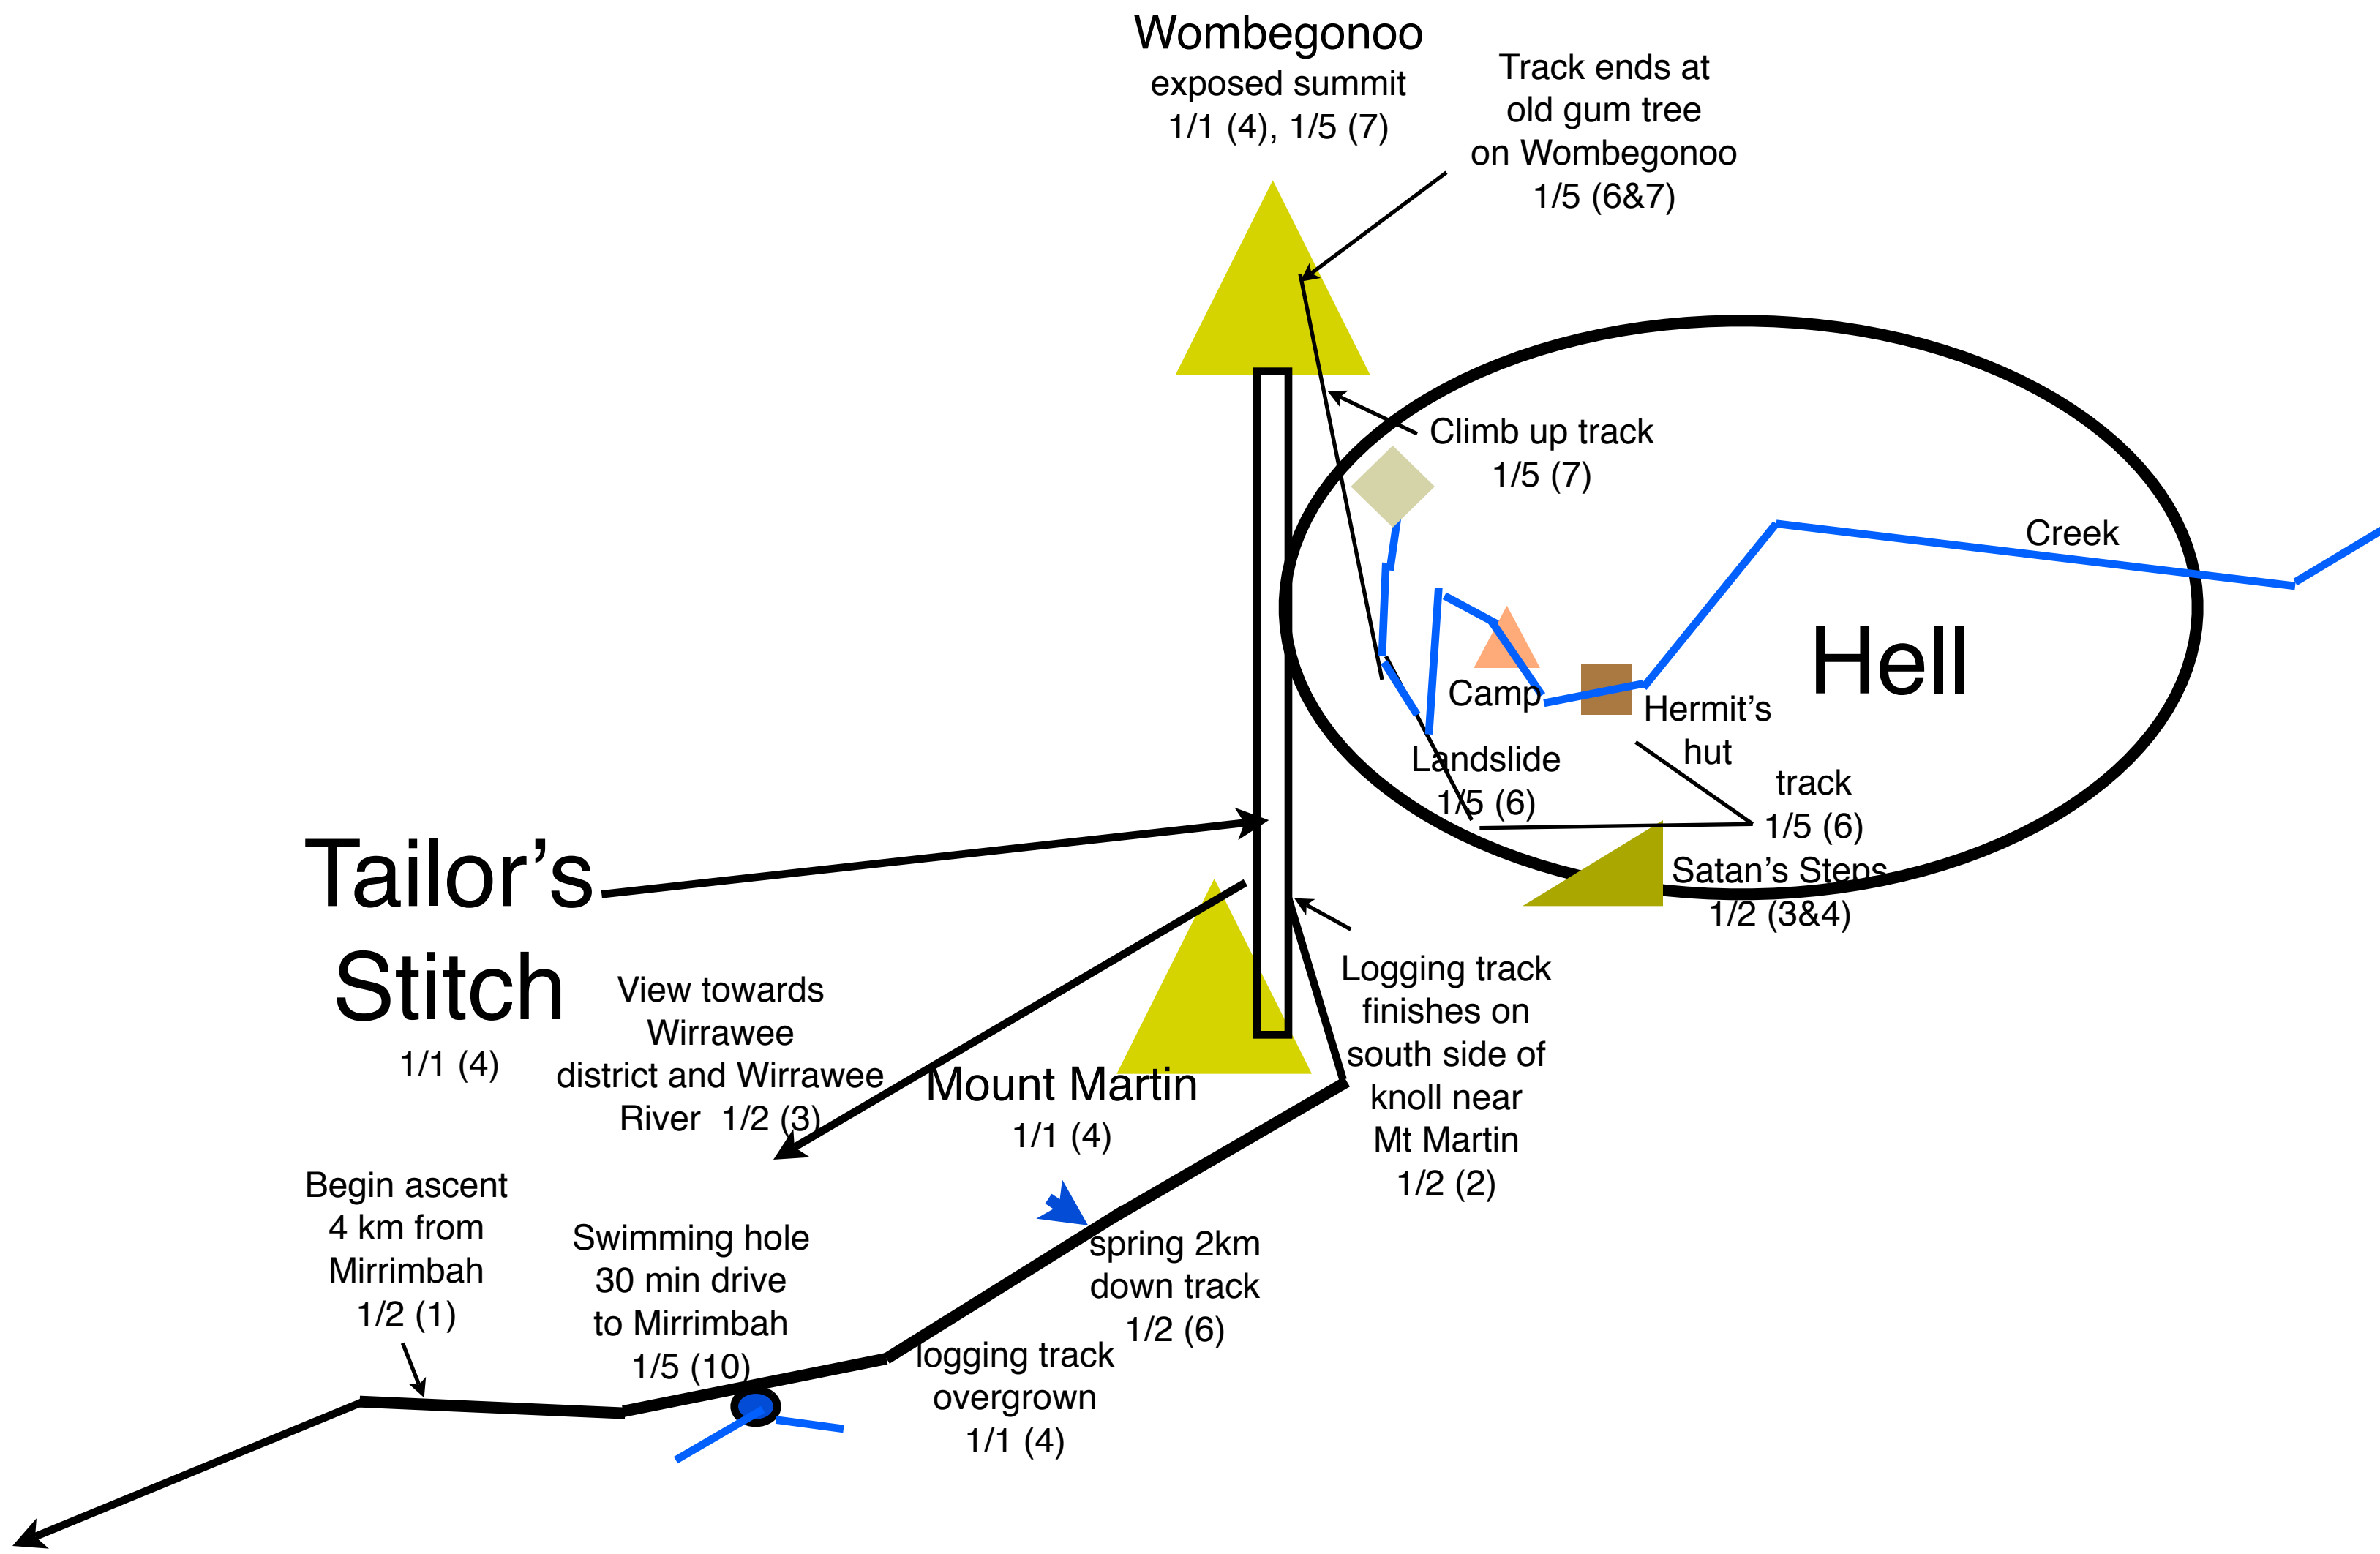 Wombegonoo
exposed summit
1/1 (4), 1/5 (7)
Track ends at
old gum tree
on Wombegonoo
1/5 (6&7)
Climb up track
1/5 (7)
Creek
Hell
Camp
Hermit’s
hut
Landslide
1/5 (6)
track
1/5 (6)
Satan’s Steps
1/2 (3&4)
Tailor’s
Stitch
1/1 (4)
View towards
Wirrawee
district and Wirrawee
River 1/2 (3)
Mount Martin
1/1 (4)
Logging track
finishes on
south side of
knoll near
Mt Martin
1/2 (2)
Begin ascent
4 km from
Mirrimbah
1/2 (1)
Swimming hole
30 min drive
to Mirrimbah
1/5 (10)
spring 2km
down track
1/2 (6)
logging track
overgrown
1/1 (4)